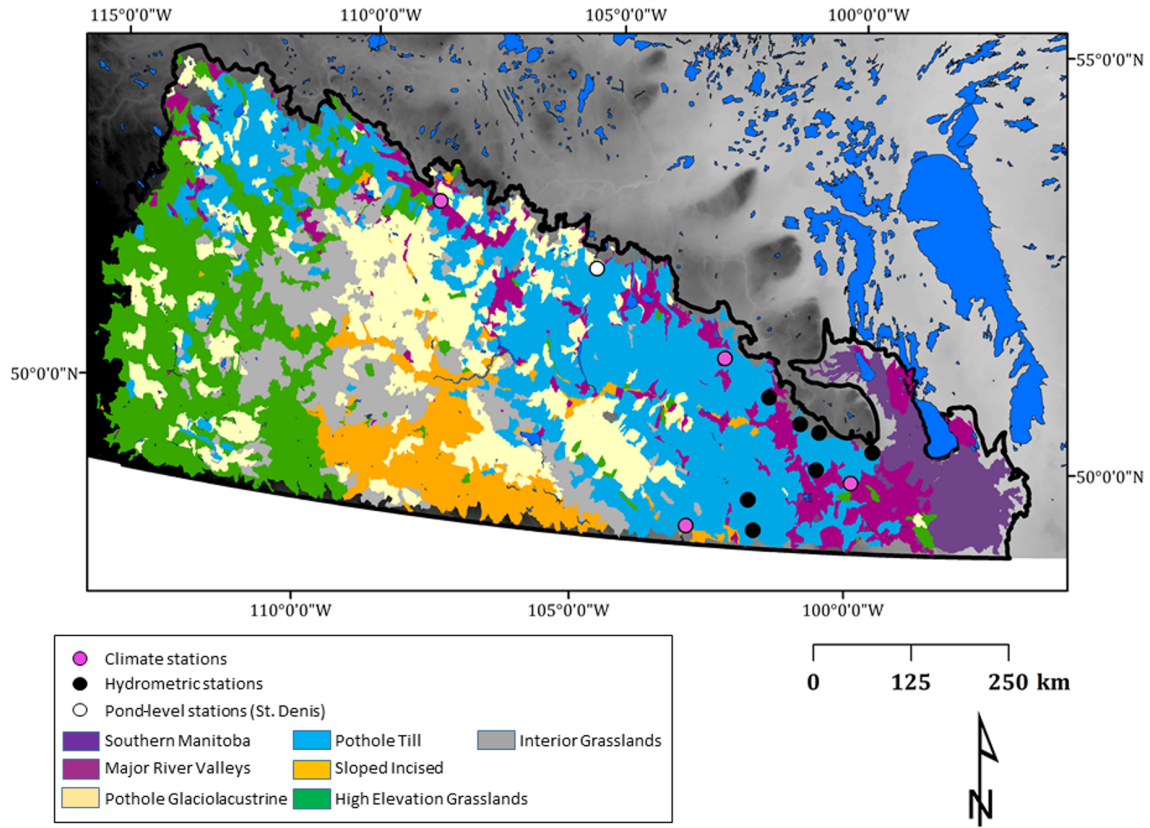 115°0'0"W 110°0'0"W 105°0'0"W 100°0'0"W
55°0'0"N
50°0'0"N
50°0'0"N
110°0'0"W 105°0'0"W 100°0'0"W
Climate stations
Hydrometric stations
Pond-level stations (St. Denis)
Southern Manitoba Pothole Till Interior Grasslands
Major River Valleys Sloped Incised
Pothole Glaciolacustrine High Elevation Grasslands
0 125 250 km
N